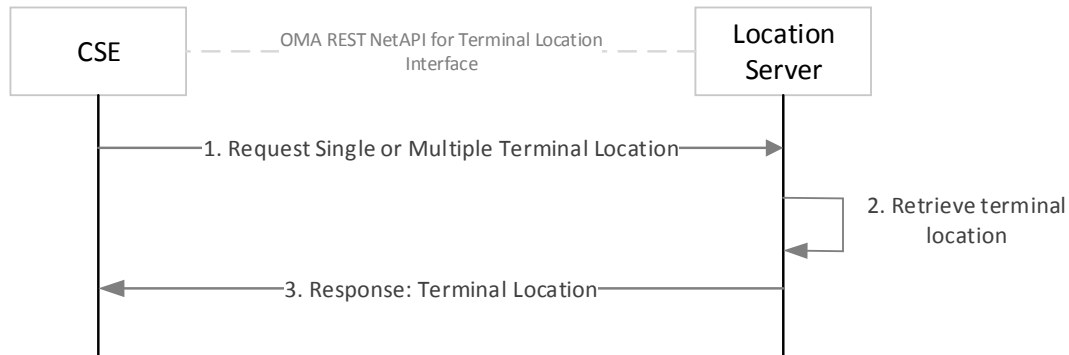 CSE
OMA REST NetAPI for Terminal Location
Interface
Location
Server
1. Request Single or Multiple Terminal Location
2. Retrieve terminal
location
3. Response: Terminal Location